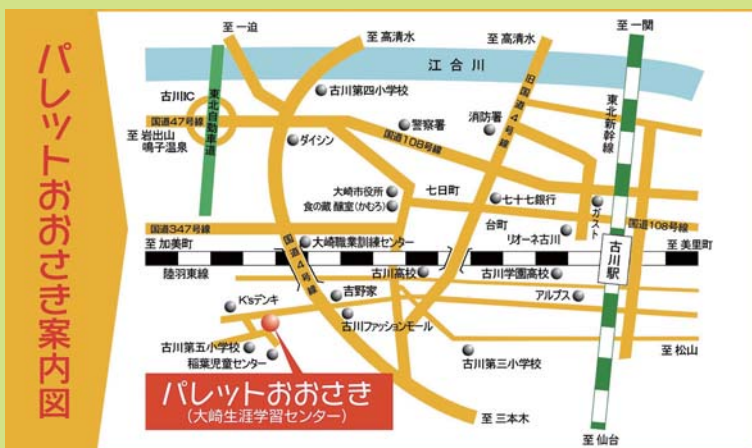 パレットおおさき案内図
至 一迫
至 高清水
至 高清水
至 一関
江合川
古川IC
東北自動車道
古川第四小学校
旧国道4号線
東北新幹線
国道47号線
至 岩出山
鳴子温泉
ダイシン
警察署
消防署
国道108号線
大崎市役所
食の蔵 醸室(かむろ)
七日町
七十七銀行
台町
リオーネ古川
ガスト
国道108号線
国道347号線
至 加美町
大崎職業訓練センター
国道4号線
古川駅
至 美里町
陸羽東線
古川高校
古川学園高校
K'sデンキ
吉野家
アルプス
古川ファッションモール
古川第五小学校
稲葉児童センター
古川第三小学校
至 松山
パレットおおさき
(大崎生涯学習センター)
至 三本木
至 仙台